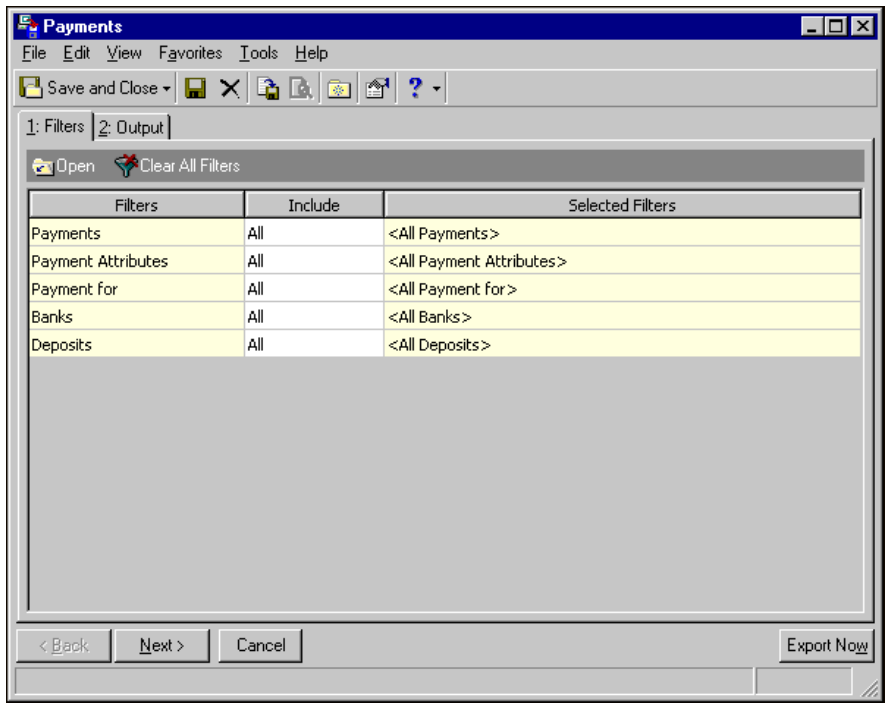 Payments
File Edit View Favorites Tools Help
Save and Close ?
1: Filters 2: Output
Open Clear All Filters
Filters Include Selected Filters
Payments All <All Payments>
Payment Attributes All <All Payment Attributes>
Payment for All <All Payment for>
Banks All <All Banks>
Deposits All <All Deposits>
< Back Next > Cancel Export Now